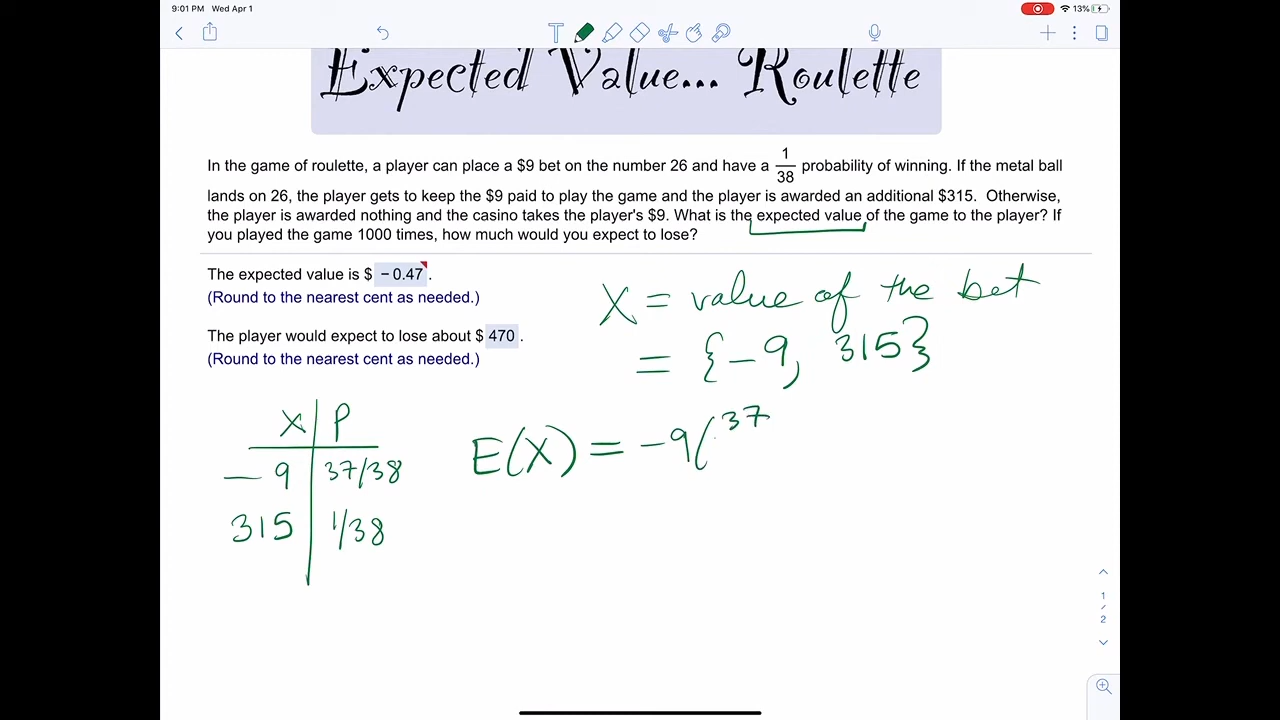 9:01 PM Wed Apr 1
13%
Expected Value... Roulette
In the game of roulette, a player can place a $9 bet on the number 26 and have a 1/38 probability of winning. If the metal ball
lands on 26, the player gets to keep the $9 paid to play the game and the player is awarded an additional $315. Otherwise,
the player is awarded nothing and the casino takes the player's $9. What is the expected value of the game to the player? If
you played the game 1000 times, how much would you expect to lose?
The expected value is $ −0.47.
(Round to the nearest cent as needed.)
The player would expect to lose about $ 470.
(Round to the nearest cent as needed.)
X = value of the bet
= {−9, 315}
X P
−9 37/38
315 1/38
E(X) = −9(37
1
/
2